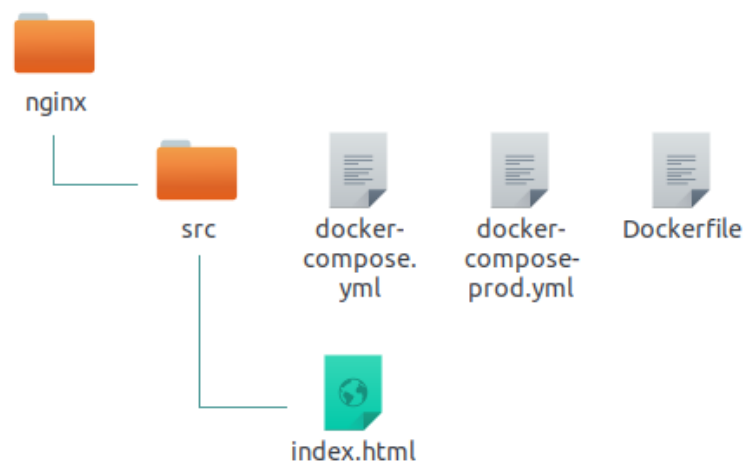 nginx
src
docker-
compose.
yml
docker-
compose-
prod.yml
Dockerfile
index.html